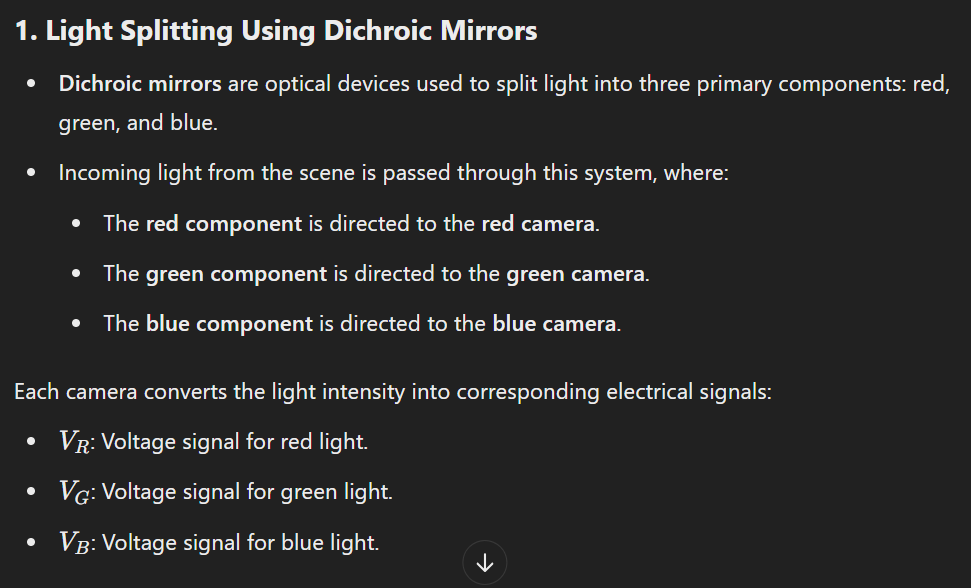 1. Light Splitting Using Dichroic Mirrors
Dichroic mirrors are optical devices used to split light into three primary components: red,
green, and blue.
Incoming light from the scene is passed through this system, where:
The red component is directed to the red camera.
The green component is directed to the green camera.
The blue component is directed to the blue camera.
Each camera converts the light intensity into corresponding electrical signals:
V_R: Voltage signal for red light.
V_G: Voltage signal for green light.
V_B: Voltage signal for blue light.